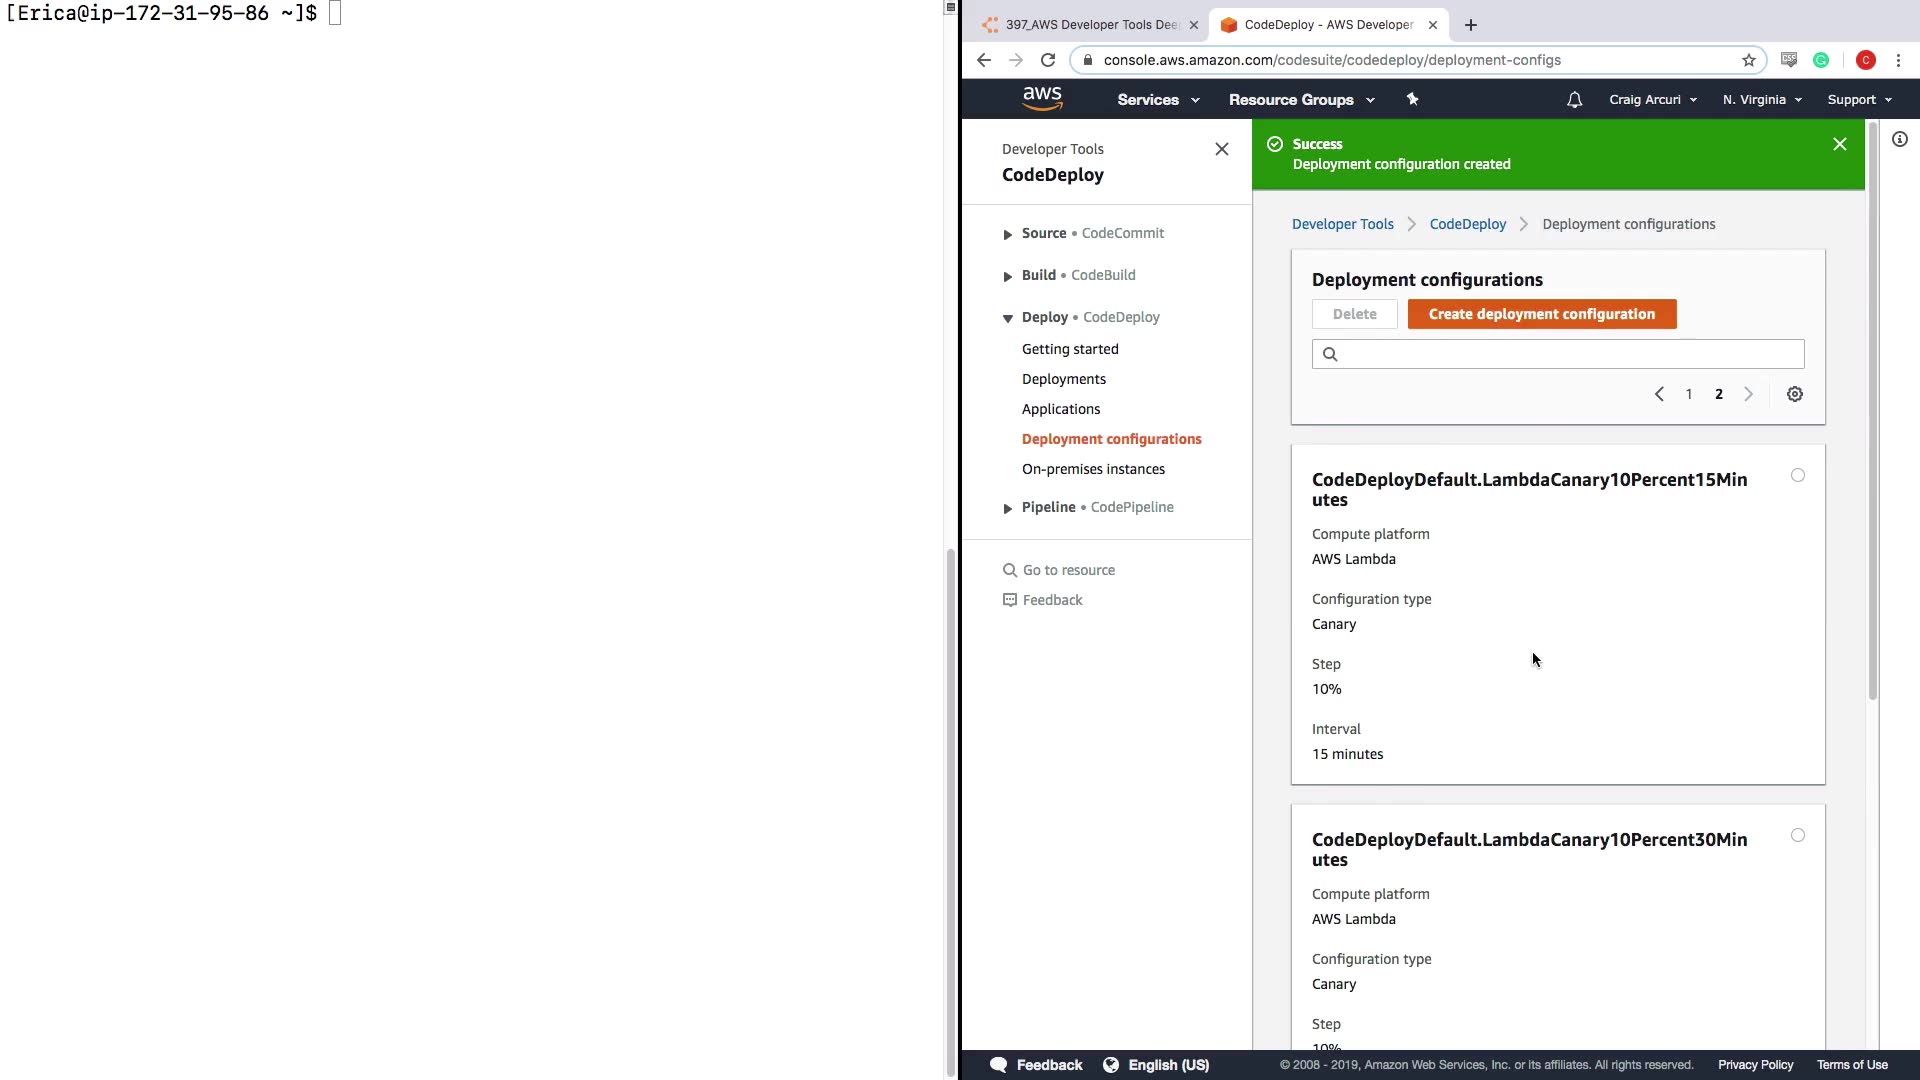 [Erica@ip-172-31-95-86 ~]$
397_AWS Developer Tools Dee
CodeDeploy - AWS Developer
console.aws.amazon.com/codesuite/codedeploy/deployment-configs
C
aws
Services
Resource Groups
Craig Arcuri
N. Virginia
Support
Developer Tools
CodeDeploy
Source • CodeCommit
Build • CodeBuild
Deploy • CodeDeploy
Getting started
Deployments
Applications
Deployment configurations
On-premises instances
Pipeline • CodePipeline
Go to resource
Feedback
Success
Deployment configuration created
Developer Tools
CodeDeploy
Deployment configurations
Deployment configurations
Delete
Create deployment configuration
1
2
CodeDeployDefault.LambdaCanary10Percent15Min
utes
Compute platform
AWS Lambda
Configuration type
Canary
Step
10%
Interval
15 minutes
CodeDeployDefault.LambdaCanary10Percent30Min
utes
Compute platform
AWS Lambda
Configuration type
Canary
Step
10%
Feedback
English (US)
© 2008 - 2019, Amazon Web Services, Inc. or its affiliates. All rights reserved.
Privacy Policy
Terms of Use